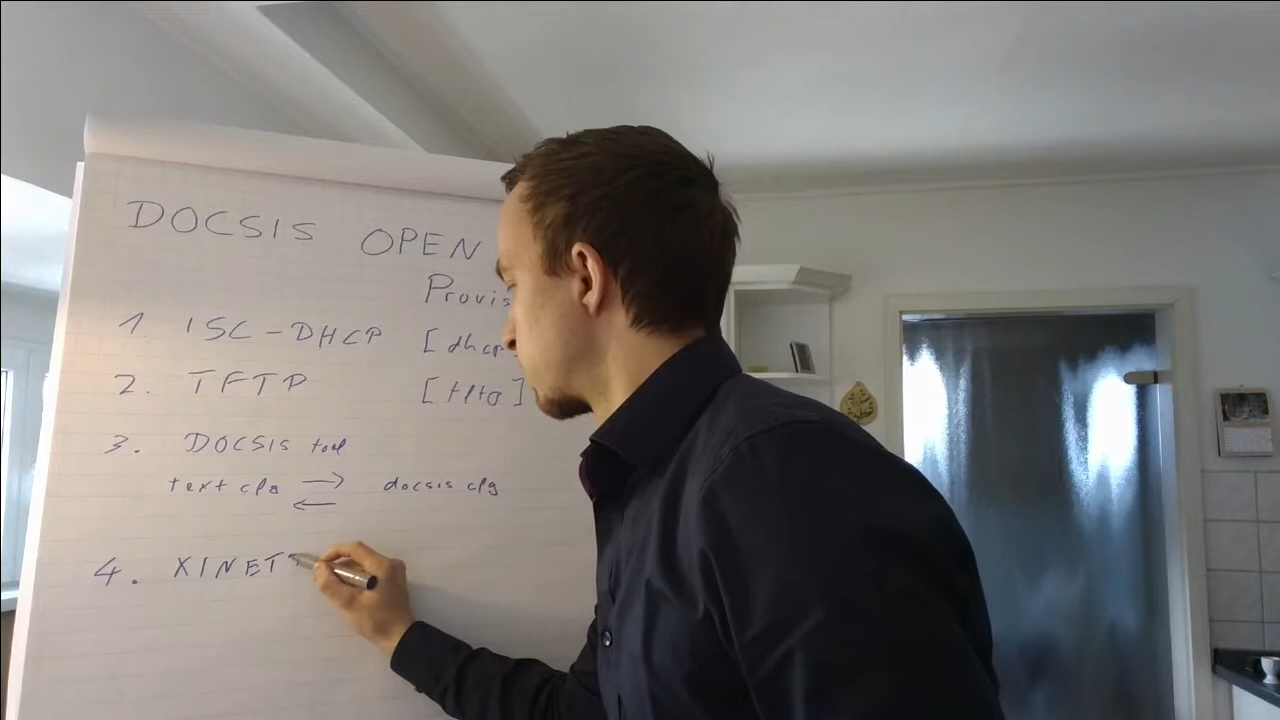 DOCSIS OPEN
Provis
1 ISC-DHCP [dhcp
2. TFTP [tftp]
3. DOCSIS tool
text cfg → docsis cfg
←
4. XINET